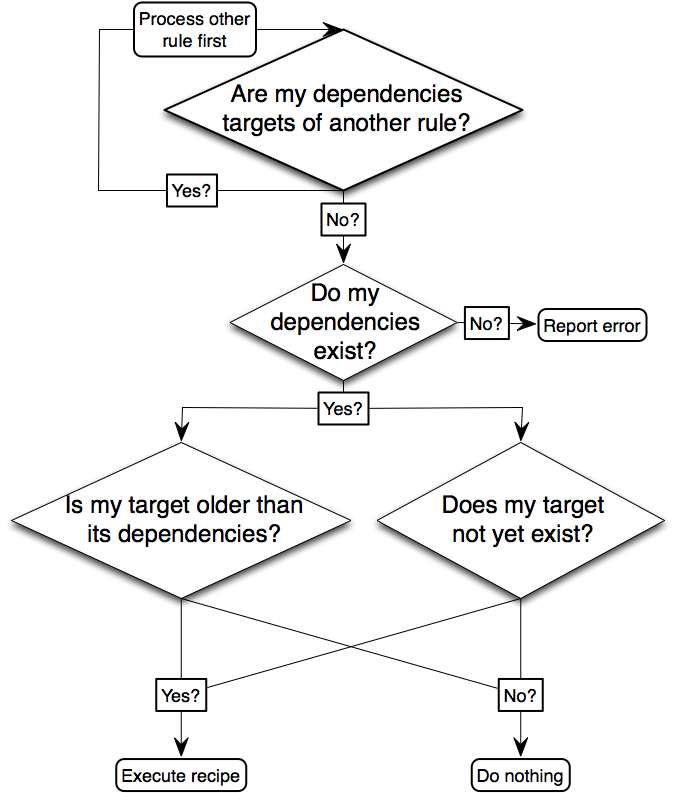 Process other
rule first
Are my dependencies
targets of another rule?
Yes?
No?
Do my
dependencies
exist?
No?
Report error
Yes?
Is my target older than
its dependencies?
Does my target
not yet exist?
Yes?
No?
Execute recipe
Do nothing